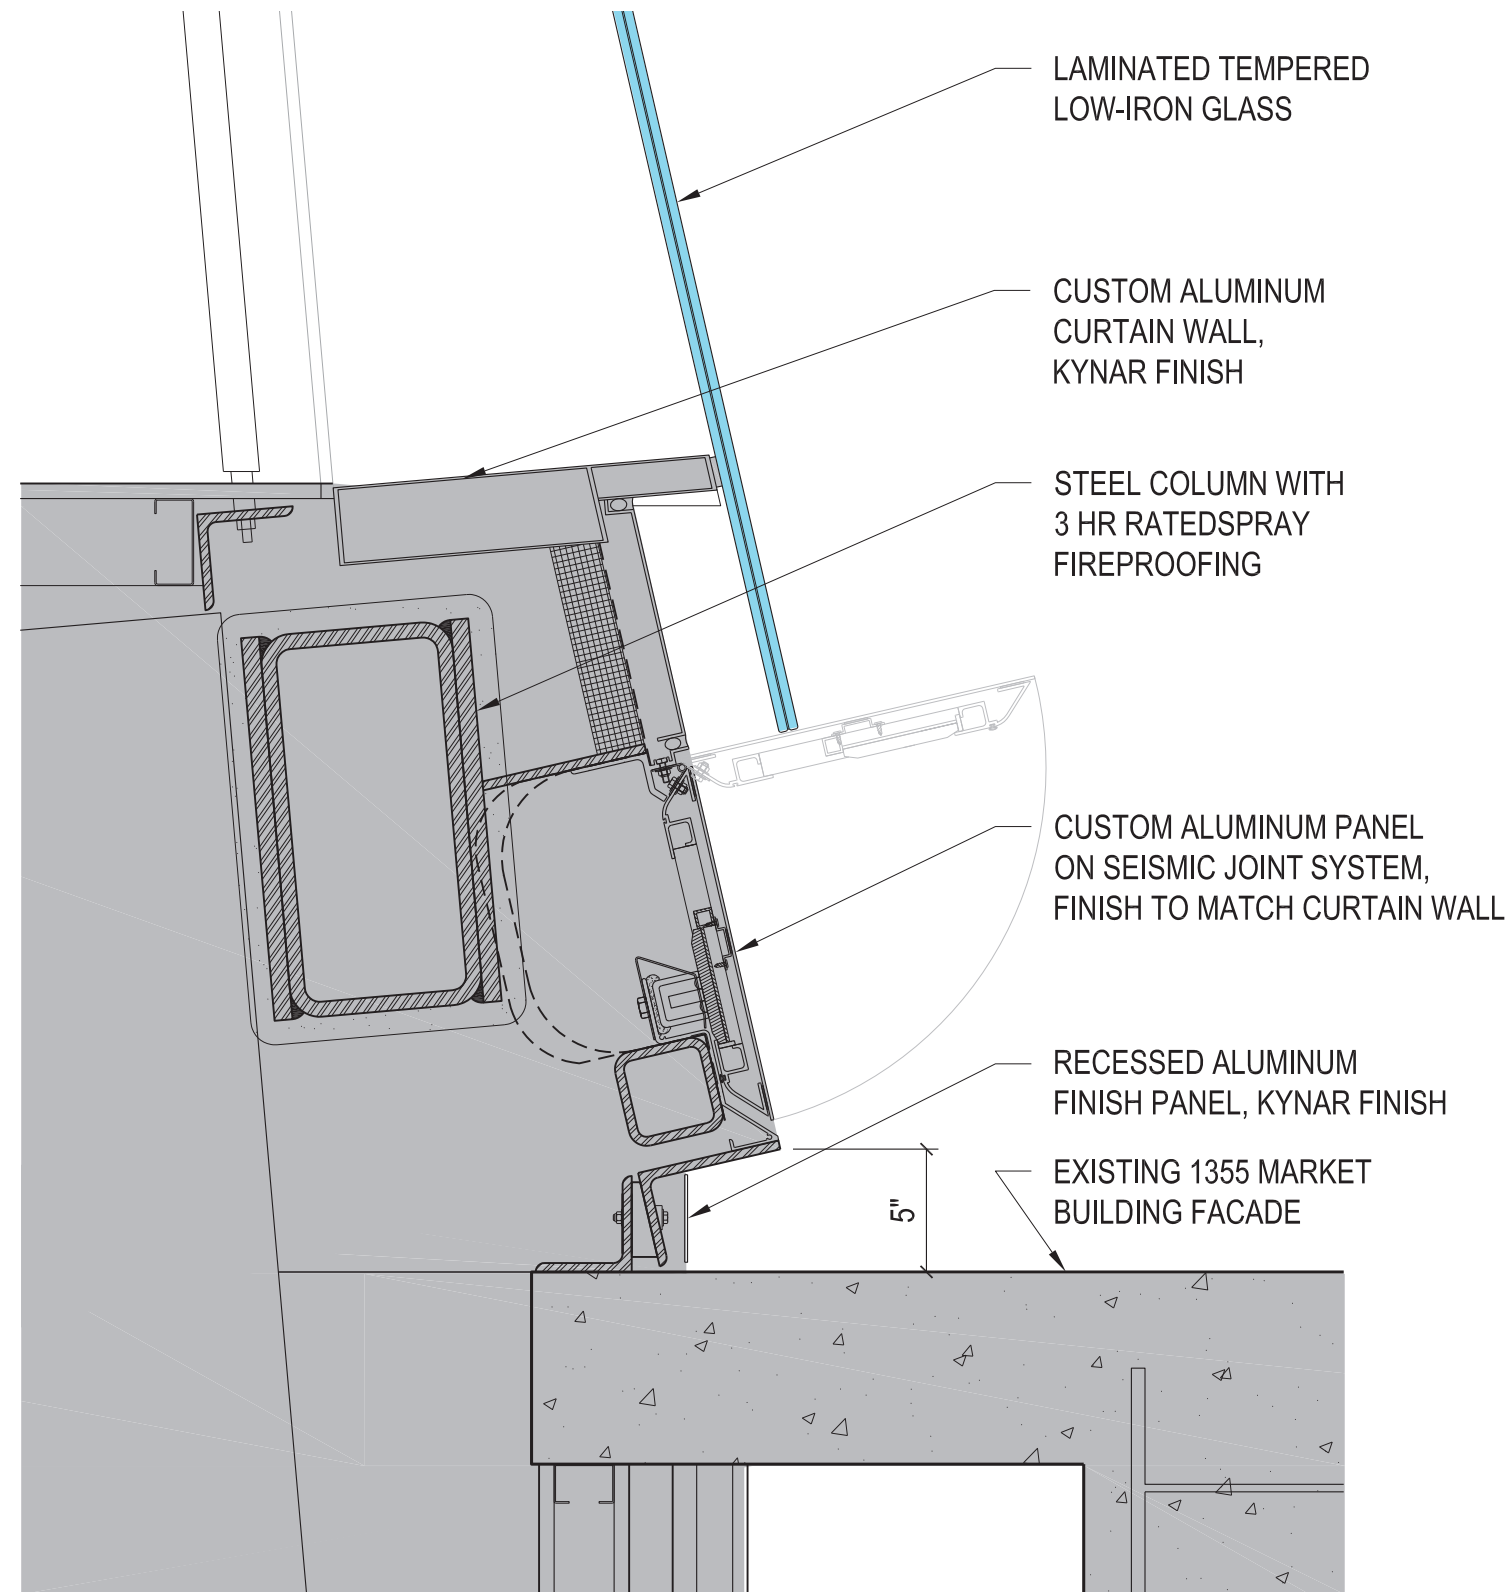 LAMINATED TEMPERED
LOW-IRON GLASS
CUSTOM ALUMINUM
CURTAIN WALL,
KYNAR FINISH
STEEL COLUMN WITH
3 HR RATEDSPRAY
FIREPROOFING
CUSTOM ALUMINUM PANEL
ON SEISMIC JOINT SYSTEM,
FINISH TO MATCH CURTAIN WALL
RECESSED ALUMINUM
FINISH PANEL, KYNAR FINISH
EXISTING 1355 MARKET
BUILDING FACADE
5"